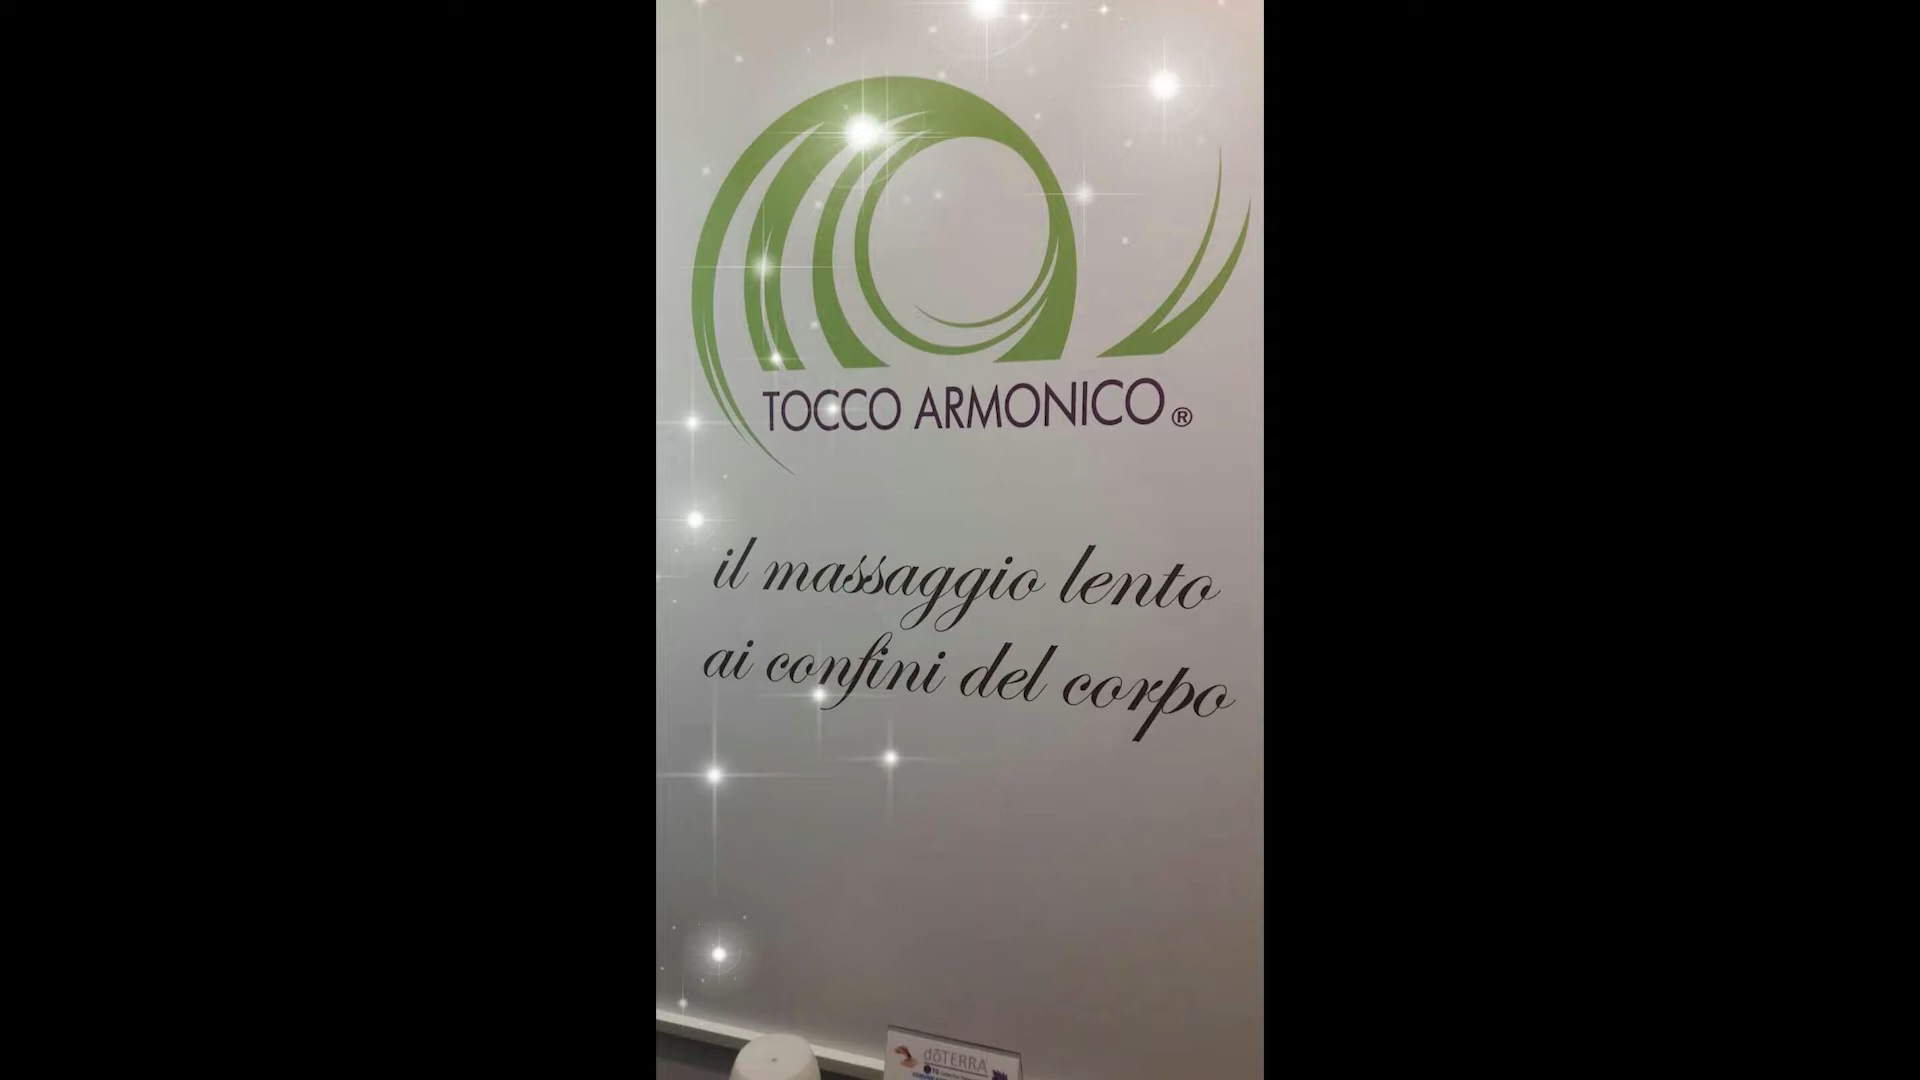 TOCCO ARMONICO ®
il massaggio lento
ai confini del corpo
dōTERRA